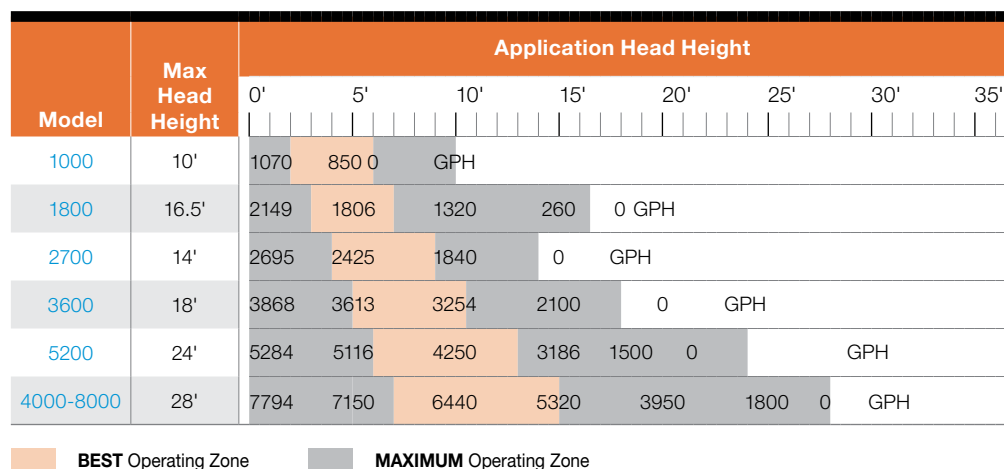 Application Head Height
Model Max Head Height 0' 5' 10' 15' 20' 25' 30' 35'
1000 10' 1070 850 0 GPH
1800 16.5' 2149 1806 1320 260 0 GPH
2700 14' 2695 2425 1840 0 GPH
3600 18' 3868 3613 3254 2100 0 GPH
5200 24' 5284 5116 4250 3186 1500 0 GPH
4000-8000 28' 7794 7150 6440 5320 3950 1800 0 GPH
BEST Operating Zone MAXIMUM Operating Zone